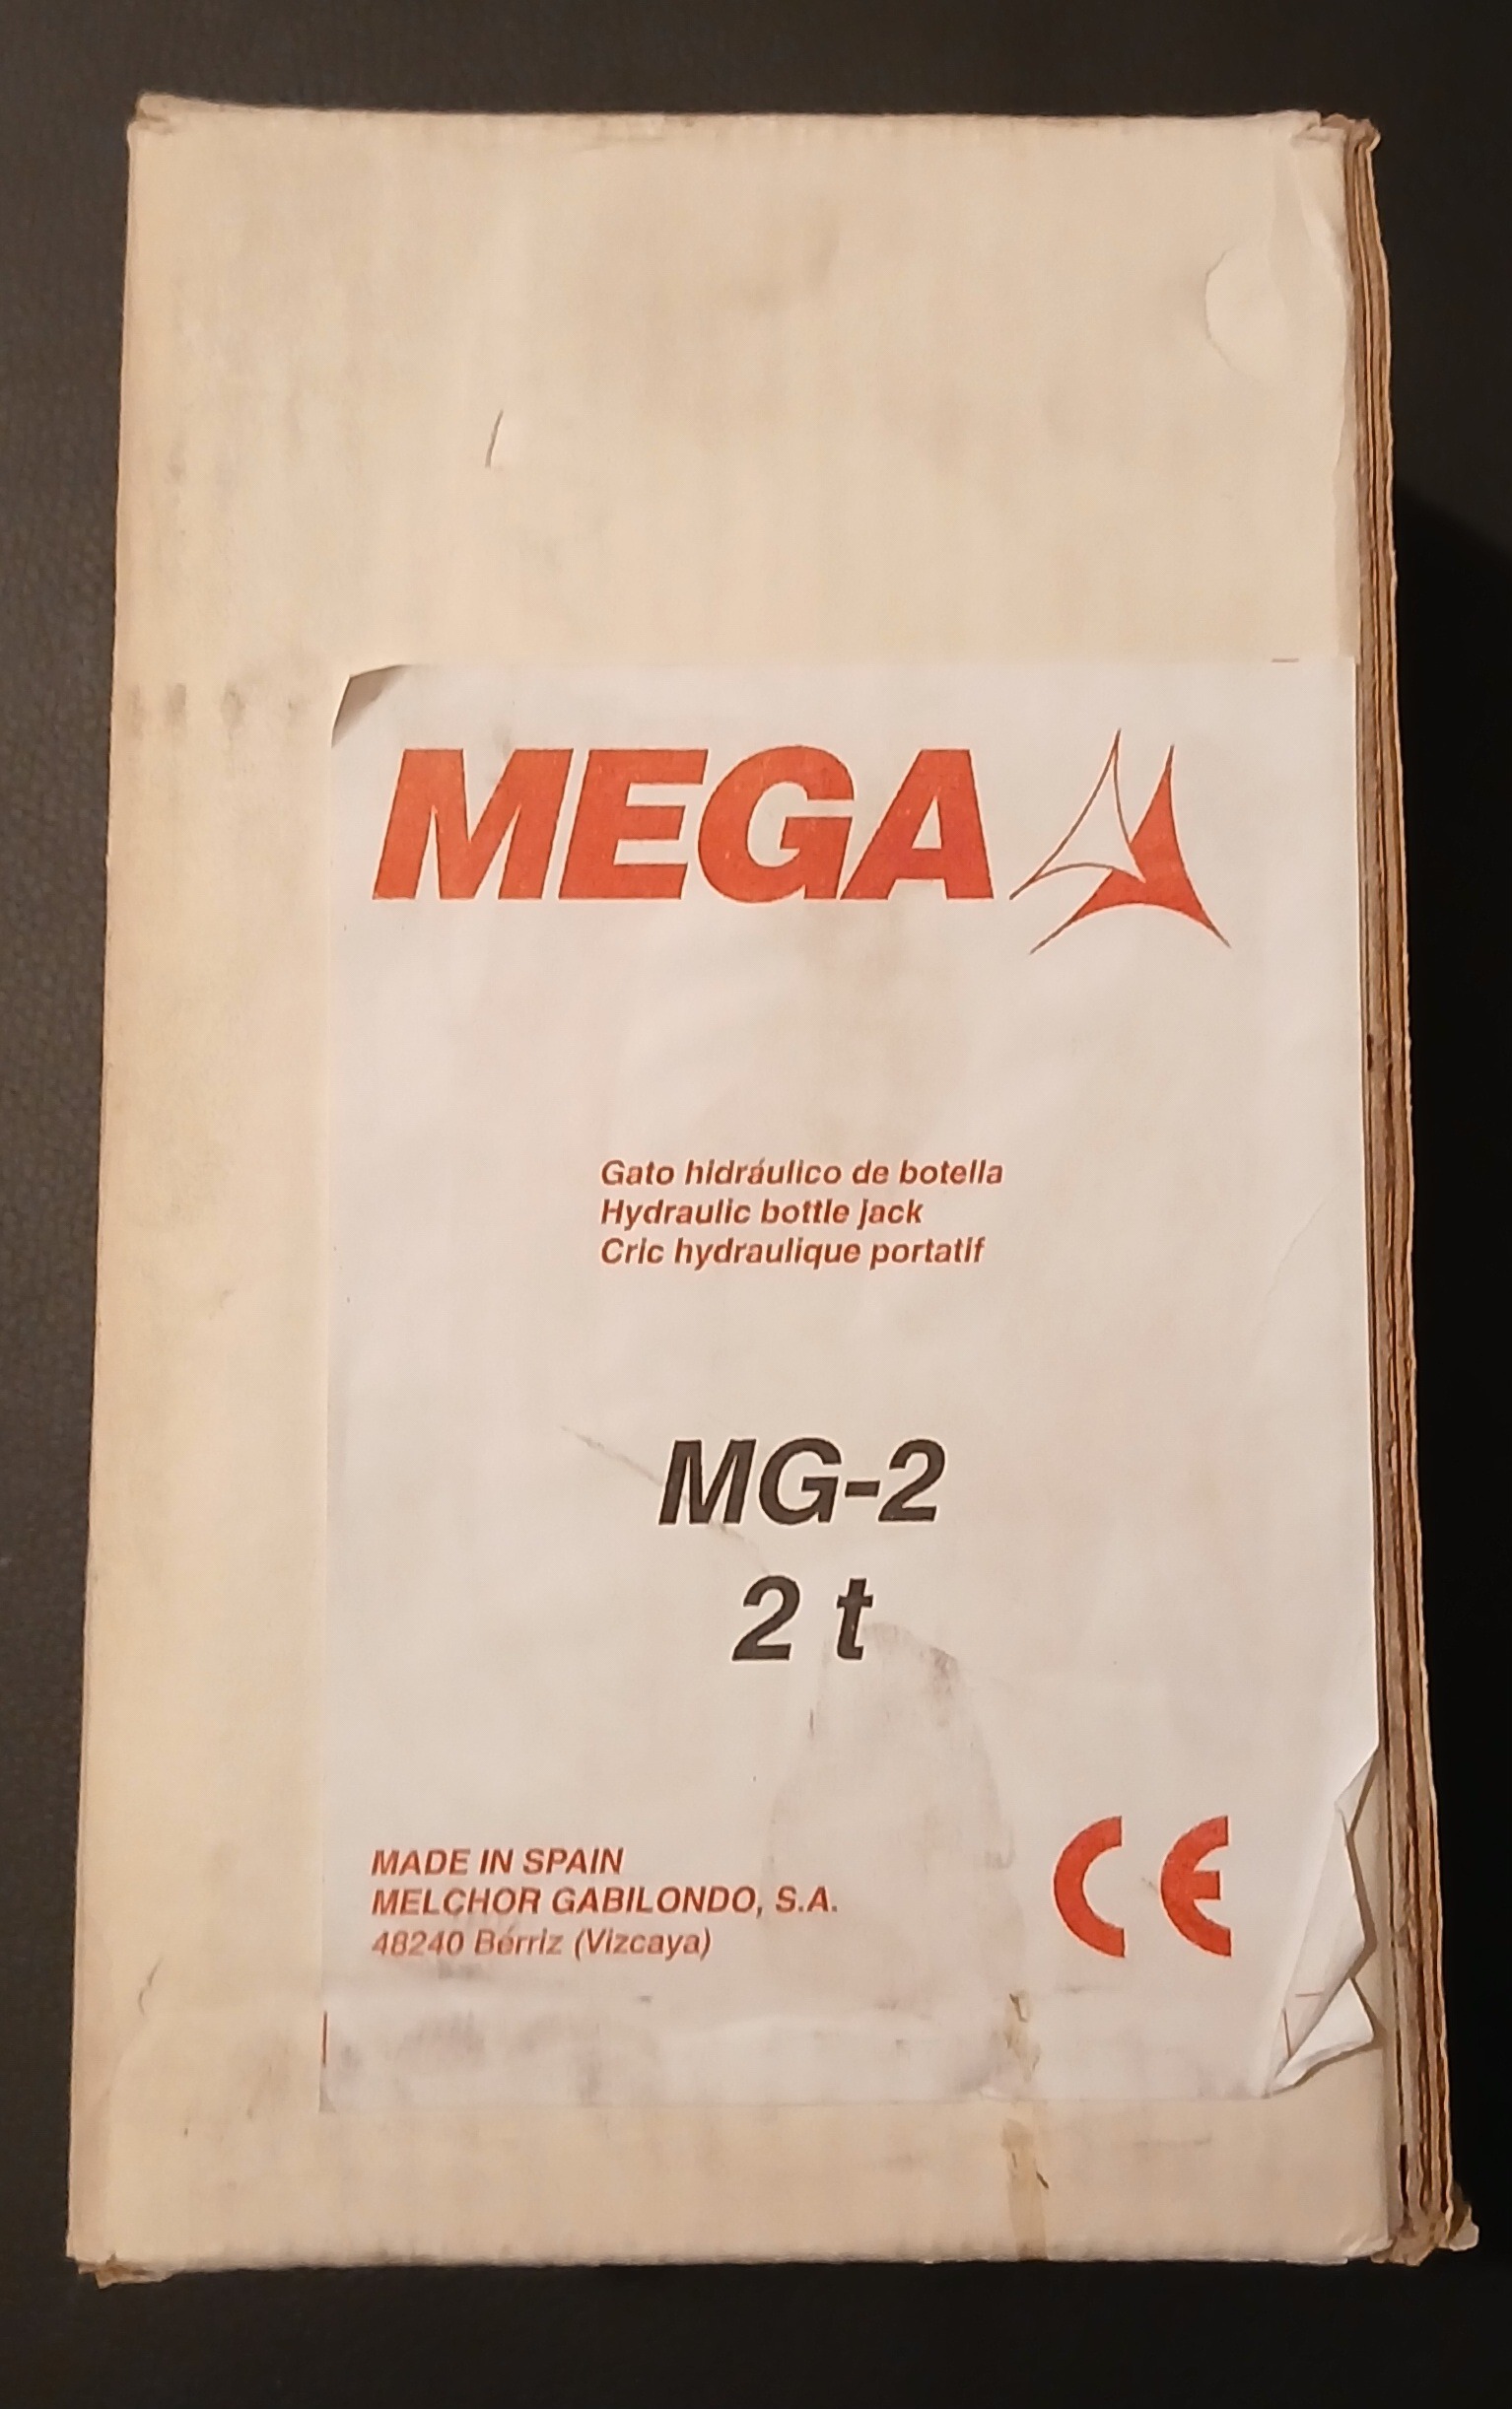 MEGA
Gato hidráulico de botella
Hydraulic bottle jack
Cric hydraulique portatif
MG-2
2 t
MADE IN SPAIN
MELCHOR GABILONDO, S.A.
48240 Bérriz (Vizcaya)
CE